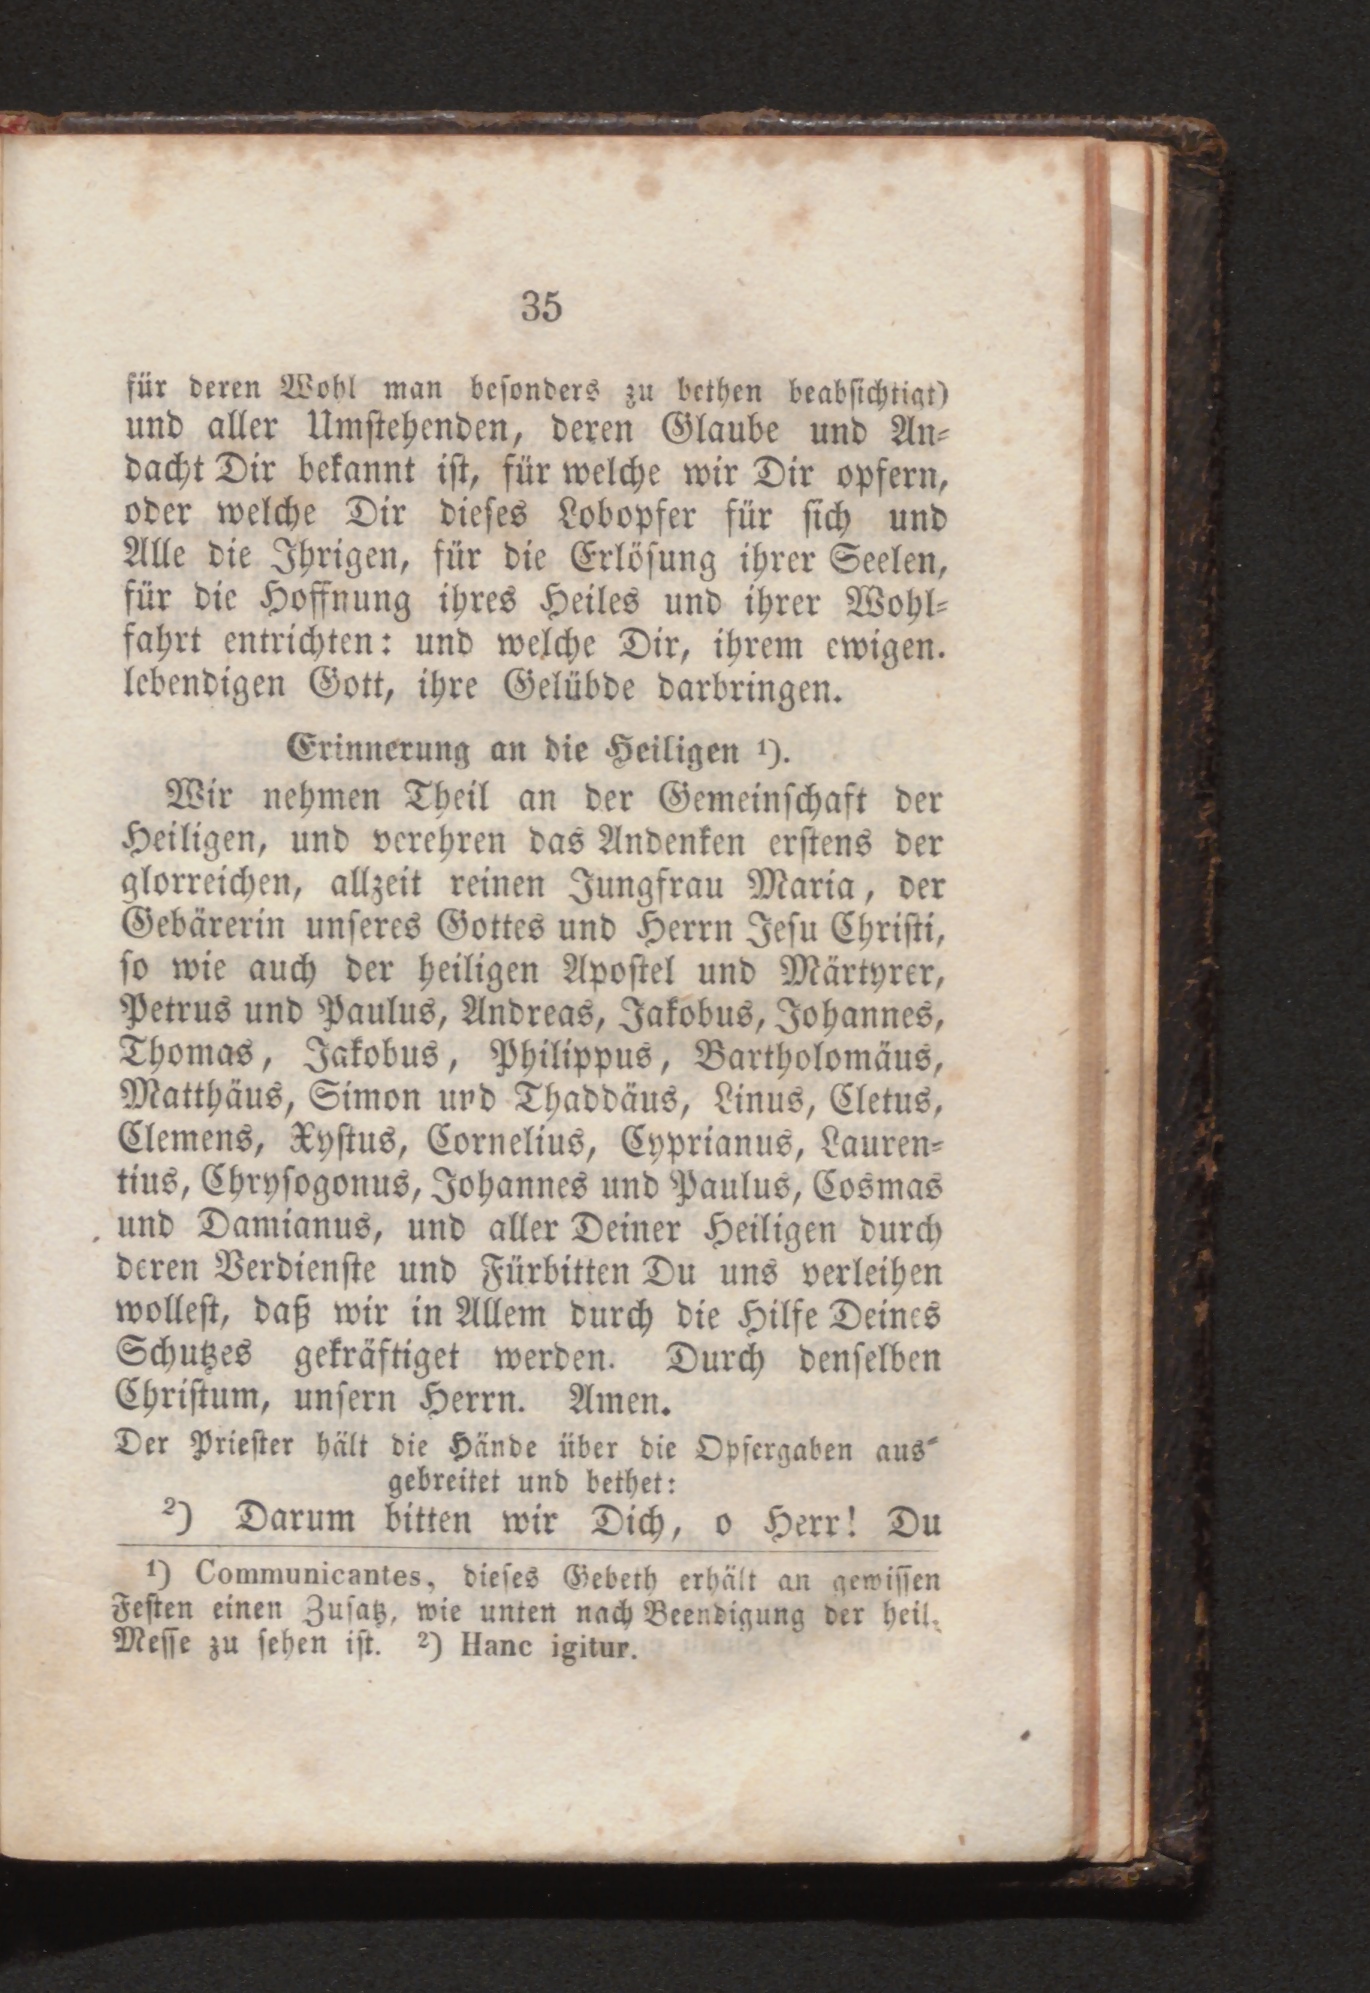 35
für deren Wohl man besonders zu bethen beabsichtigt)
und aller Umstehenden, deren Glaube und An-
dacht Dir bekannt ist, für welche wir Dir opfern,
oder welche Dir dieses Lobopfer für sich und
Alle die Ihrigen, für die Erlösung ihrer Seelen,
für die Hoffnung ihres Heiles und ihrer Wohl-
fahrt entrichten: und welche Dir, ihrem ewigen.
lebendigen Gott, ihre Gelübde darbringen.
Erinnerung an die Heiligen ¹).
Wir nehmen Theil an der Gemeinschaft der
Heiligen, und verehren das Andenken erstens der
glorreichen, allzeit reinen Jungfrau Maria, der
Gebärerin unseres Gottes und Herrn Jesu Christi,
so wie auch der heiligen Apostel und Märtyrer,
Petrus und Paulus, Andreas, Jakobus, Johannes,
Thomas, Jakobus, Philippus, Bartholomäus,
Matthäus, Simon und Thaddäus, Linus, Cletus,
Clemens, Xystus, Cornelius, Cyprianus, Lauren-
tius, Chrysogonus, Johannes und Paulus, Cosmas
und Damianus, und aller Deiner Heiligen durch
deren Verdienste und Fürbitten Du uns verleihen
wollest, daß wir in Allem durch die Hilfe Deines
Schutzes gekräftiget werden. Durch denselben
Christum, unsern Herrn. Amen.
Der Priester hält die Hände über die Opfergaben aus-
gebreitet und bethet:
²) Darum bitten wir Dich, o Herr! Du
¹) Communicantes, dieses Gebeth erhält an gewissen
Festen einen Zusatz, wie unten nach Beendigung der heil.
Messe zu sehen ist. ²) Hanc igitur.